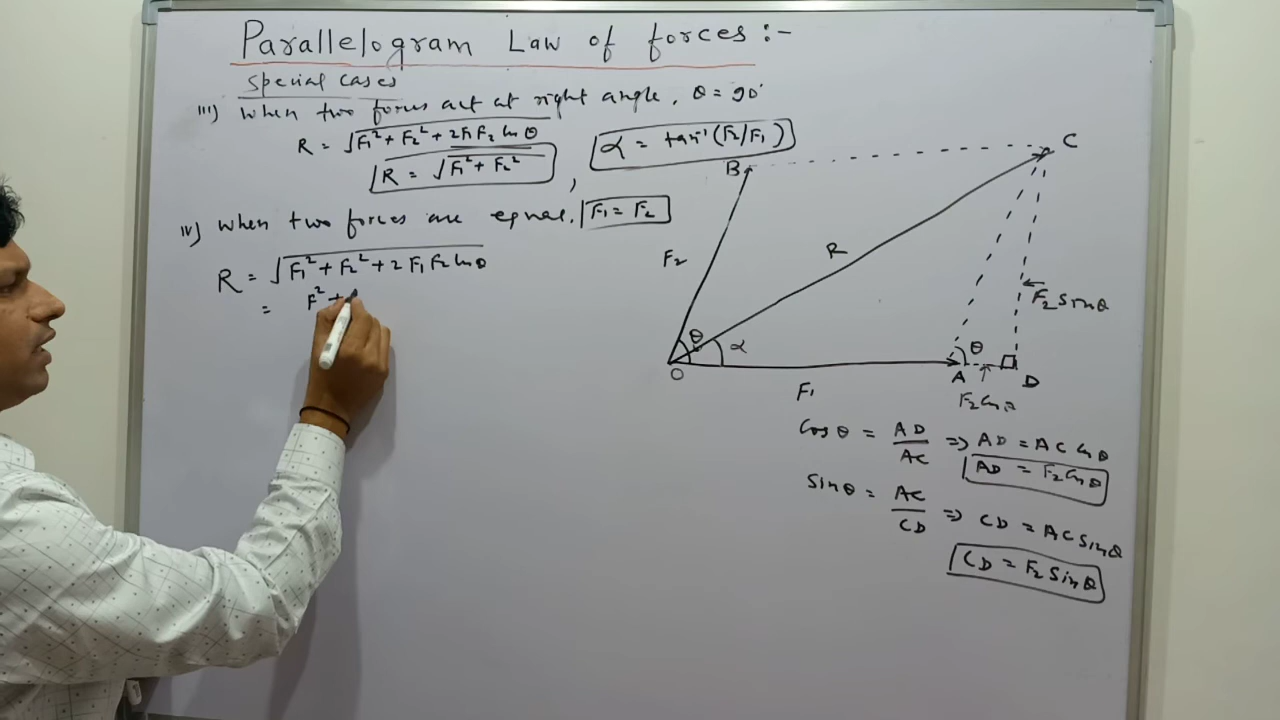 Parallelogram Law of forces :-
Special cases
iii) when two forces act at right angle, θ = 90°
R = √F₁² + F₂² + 2F₁F₂ cos θ
R = √F₁² + F₂² , α = tan⁻¹(F₂/F₁)
iv) when two forces are equal. F₁ = F₂
R = √F₁² + F₂² + 2F₁F₂ cos θ
= F² +
B
C
F₂
R
F₂ sin θ
θ
α
θ
O
A
D
F₁
F₂ cos θ
cos θ = AD/AC ⇒ AD = AC cos θ
AD = F₂ cos θ
sin θ = AC/CD ⇒ CD = AC sin θ
CD = F₂ sin θ